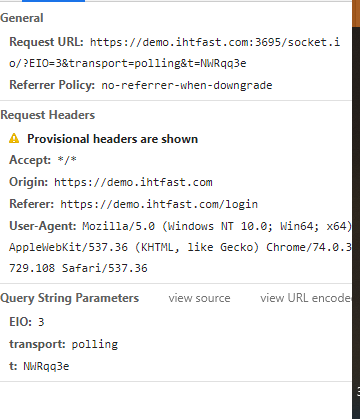 General
Request URL: https://demo.ihtfast.com:3695/socket.i
o/?EIO=3&transport=polling&t=NWRqq3e
Referrer Policy: no-referrer-when-downgrade
Request Headers
Provisional headers are shown
Accept: */*
Origin: https://demo.ihtfast.com
Referer: https://demo.ihtfast.com/login
User-Agent: Mozilla/5.0 (Windows NT 10.0; Win64; x64)
AppleWebKit/537.36 (KHTML, like Gecko) Chrome/74.0.3
729.108 Safari/537.36
Query String Parameters view source view URL encode
EIO: 3
transport: polling
t: NWRqq3e